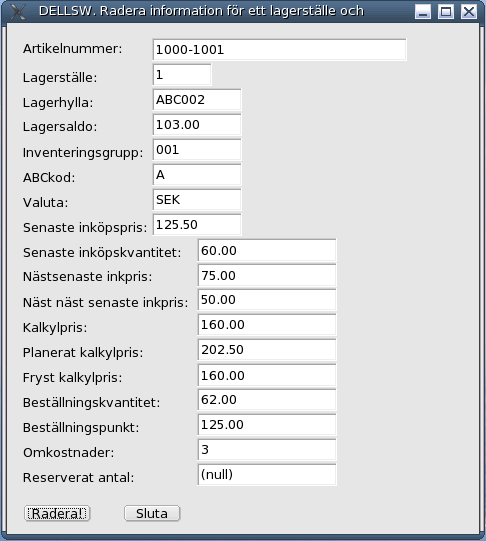 DELLSW. Radera information för ett lagerställe och
Artikelnummer: 1000-1001
Lagerställe: 1
Lagerhylla: ABC002
Lagersaldo: 103.00
Inventeringsgrupp: 001
ABCkod: A
Valuta: SEK
Senaste inköpspris: 125.50
Senaste inköpskvantitet: 60.00
Nästsenaste inkpris: 75.00
Näst näst senaste inkpris: 50.00
Kalkylpris: 160.00
Planerat kalkylpris: 202.50
Fryst kalkylpris: 160.00
Beställningskvantitet: 62.00
Beställningspunkt: 125.00
Omkostnader: 3
Reserverat antal: (null)
Radera! Sluta